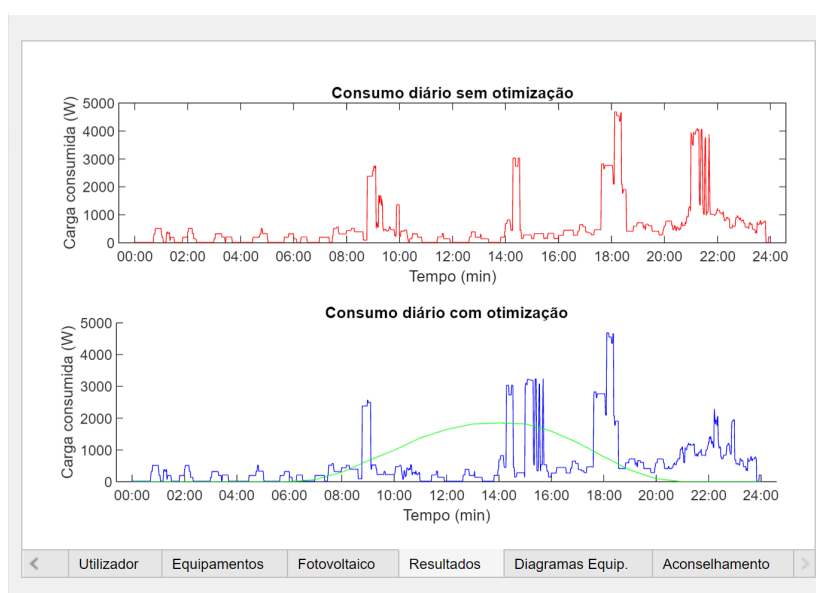 Consumo diário sem otimização
Carga consumida (W)
5000
4000
3000
2000
1000
0
00:00 02:00 04:00 06:00 08:00 10:00 12:00 14:00 16:00 18:00 20:00 22:00 24:00
Tempo (min)
Consumo diário com otimização
Carga consumida (W)
5000
4000
3000
2000
1000
0
00:00 02:00 04:00 06:00 08:00 10:00 12:00 14:00 16:00 18:00 20:00 22:00 24:00
Tempo (min)
Utilizador Equipamentos Fotovoltaico Resultados Diagramas Equip. Aconselhamento